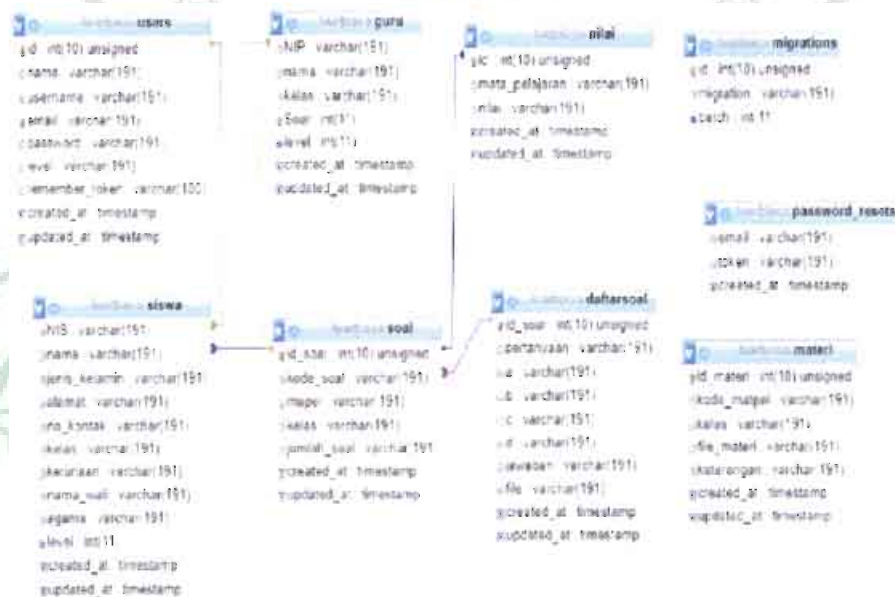 users
id int(10) unsigned
name varchar(191)
username varchar(191)
email varchar(191)
password varchar(191)
level varchar(191)
remember_token varchar(100)
created_at timestamp
updated_at timestamp
guru
NIP varchar(191)
nama varchar(191)
kelas varchar(191)
int(11)
level int(11)
created_at timestamp
updated_at timestamp
nilai
id int(10) unsigned
mata_pelajaran varchar(191)
nilai varchar(191)
created_at timestamp
updated_at timestamp
migrations
id int(10) unsigned
migration varchar(191)
batch int(11)
password_resets
email varchar(191)
token varchar(191)
created_at timestamp
siswa
NIS varchar(191)
nama varchar(191)
jenis_kelamin varchar(191)
alamat varchar(191)
no_kontak varchar(191)
kelas varchar(191)
varchar(191)
nama_wali varchar(191)
agama varchar(191)
level int(11)
created_at timestamp
updated_at timestamp
soal
id_soal int(10) unsigned
kode_soal varchar(191)
mapel varchar(191)
kelas varchar(191)
jumlah_soal varchar(191)
created_at timestamp
updated_at timestamp
daftarsoal
id_soal int(10) unsigned
pertanyaan varchar(191)
a varchar(191)
b varchar(191)
c varchar(191)
d varchar(191)
jawaban varchar(191)
file varchar(191)
created_at timestamp
updated_at timestamp
materi
id_materi int(10) unsigned
kode_matpel varchar(191)
kelas varchar(191)
file_materi varchar(191)
keterangan varchar(191)
created_at timestamp
updated_at timestamp